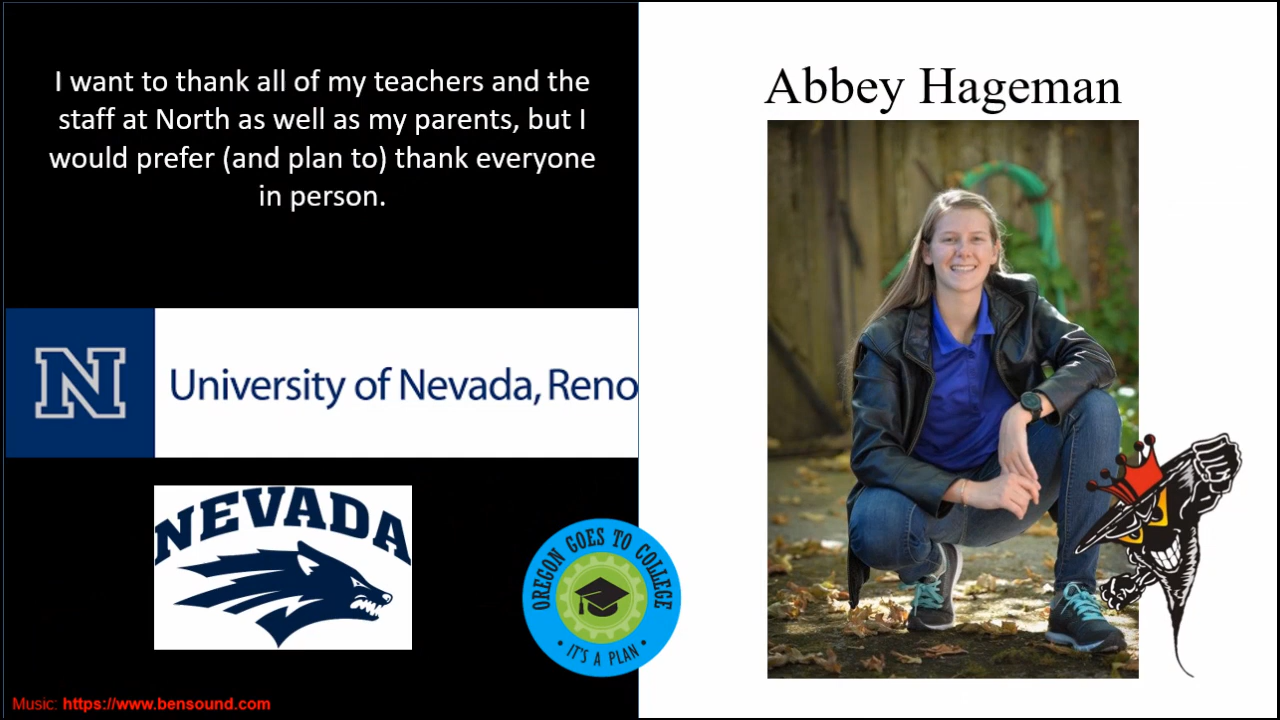 I want to thank all of my teachers and the
staff at North as well as my parents, but I
would prefer (and plan to) thank everyone
in person.
N
University of Nevada, Reno
NEVADA
OREGON GOES TO COLLEGE
• IT'S A PLAN •
Music: https://www.bensound.com
Abbey Hageman